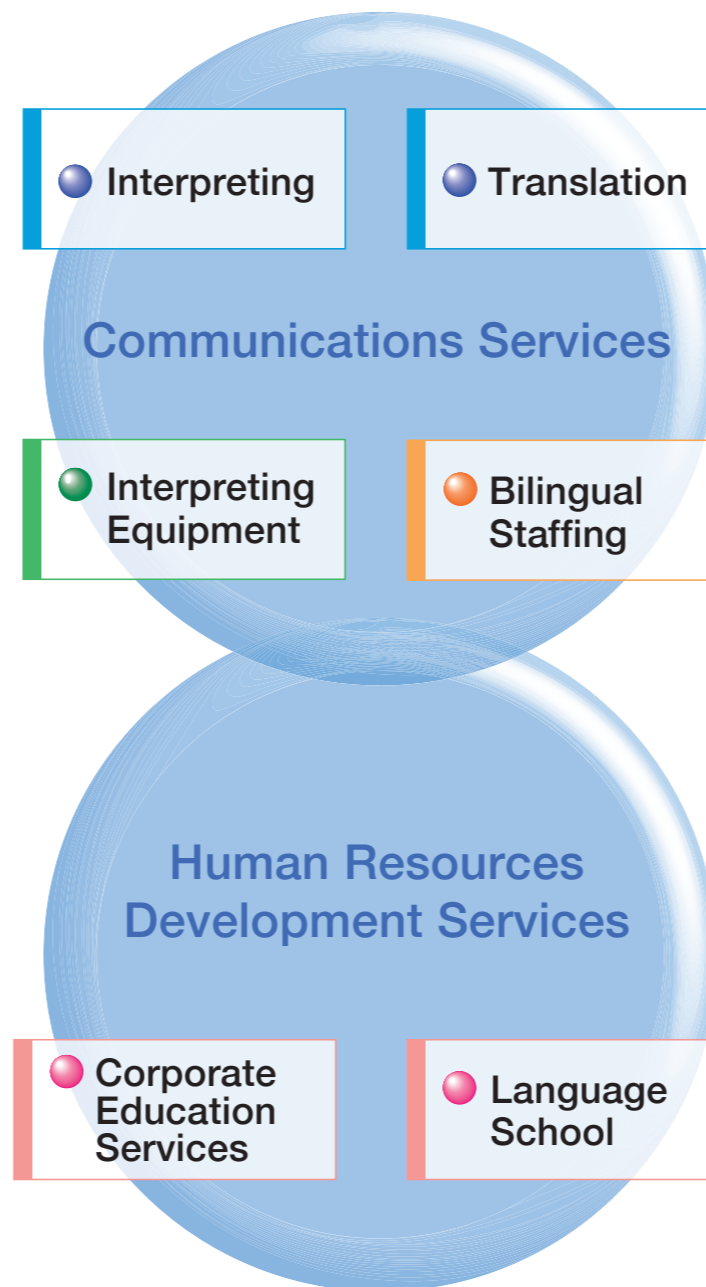 Interpreting
Translation
Communications Services
Interpreting
Equipment
Bilingual
Staffing
Human Resources
Development Services
Corporate
Education
Services
Language
School